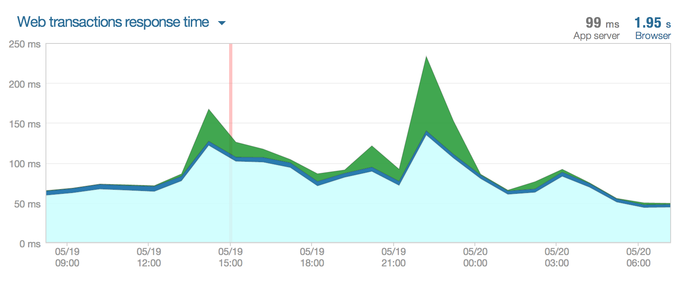 Web transactions response time
99 ms
App server
1.95 s
Browser
250 ms
200 ms
150 ms
100 ms
50 ms
0 ms
05/19
09:00
05/19
12:00
05/19
15:00
05/19
18:00
05/19
21:00
05/20
00:00
05/20
03:00
05/20
06:00